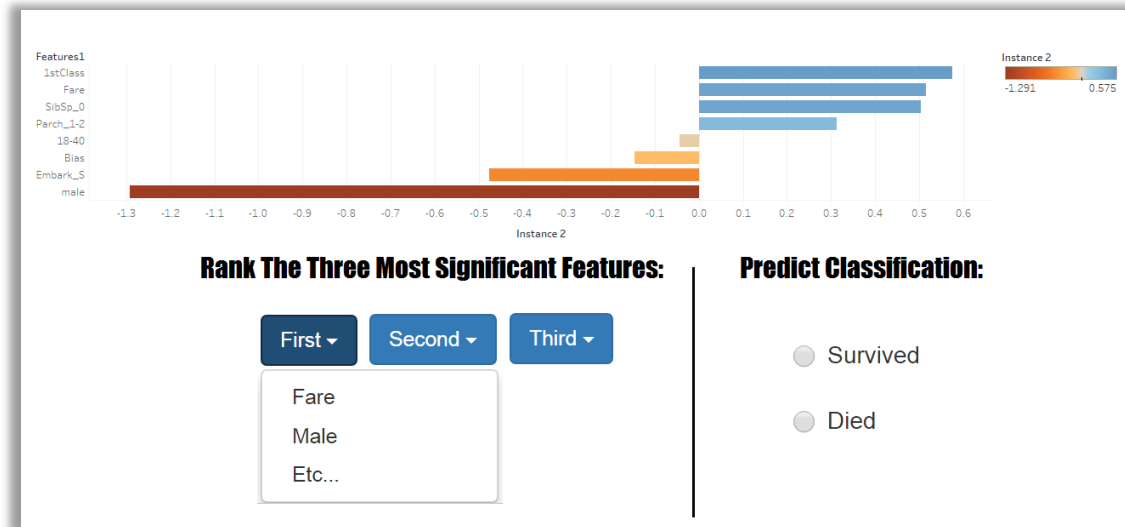 Features1
1stClass
Fare
SibSp_0
Parch_1-2
18-40
Bias
Embark_S
male
-1.3 -1.2 -1.1 -1.0 -0.9 -0.8 -0.7 -0.6 -0.5 -0.4 -0.3 -0.2 -0.1 0.0 0.1 0.2 0.3 0.4 0.5 0.6
Instance 2
Instance 2
-1.291 0.575
Rank The Three Most Significant Features:
First Second Third
Fare
Male
Etc...
Predict Classification:
Survived
Died